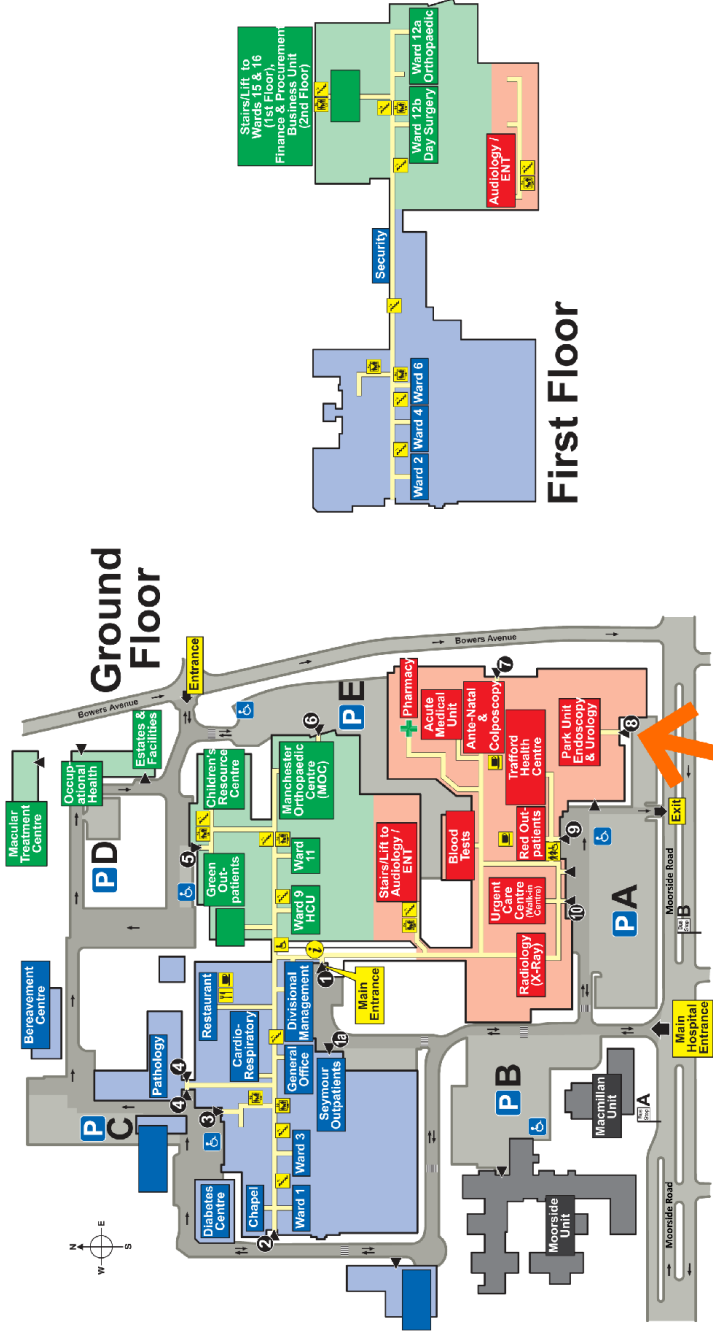 Ground
Floor
Macular
Treatment
Centre
Occup-
ational
Health
Estates &
Facilities
Bowers Avenue
Entrance
P D
Bereavement
Centre
P C
Pathology
4
4
3
Restaurant
Cardio-
Respiratory
Green Out-
patients
5
Children's
Resource
Centre
Diabetes
Centre
Chapel
2
Ward 1
Ward 3
General
Office
Divisional
Management
Seymour
Outpatients
1a
1
Main
Entrance
i
Ward 9
HCU
Ward
11
Manchester
Orthopaedic
Centre
(MOC)
6
P E
Stairs/Lift to
Audiology /
ENT
Pharmacy
Acute
Medical
Unit
Ante-Natal
&
Colposcopy
7
Blood
Tests
Trafford
Health
Centre
Red Out-
patients
Urgent
Care
Centre
(Walk-in
Centre)
Radiology
(X-Ray)
Park Unit
Endoscopy
& Urology
8
9
10
P A
P B
Bowers Avenue
Moorside
Unit
Macmillan
Unit
Bus
Stop
A
Bus
Stop
B
Main
Hospital
Entrance
Exit
Moorside Road
Moorside Road
N
E
S
W
First Floor
Stairs/Lift to
Wards 15 & 16
(1st Floor),
Finance & Procurement
Business Unit
(2nd Floor)
Security
Ward 2
Ward 4
Ward 6
Ward 12b
Day Surgery
Ward 12a
Orthopaedic
Audiology /
ENT